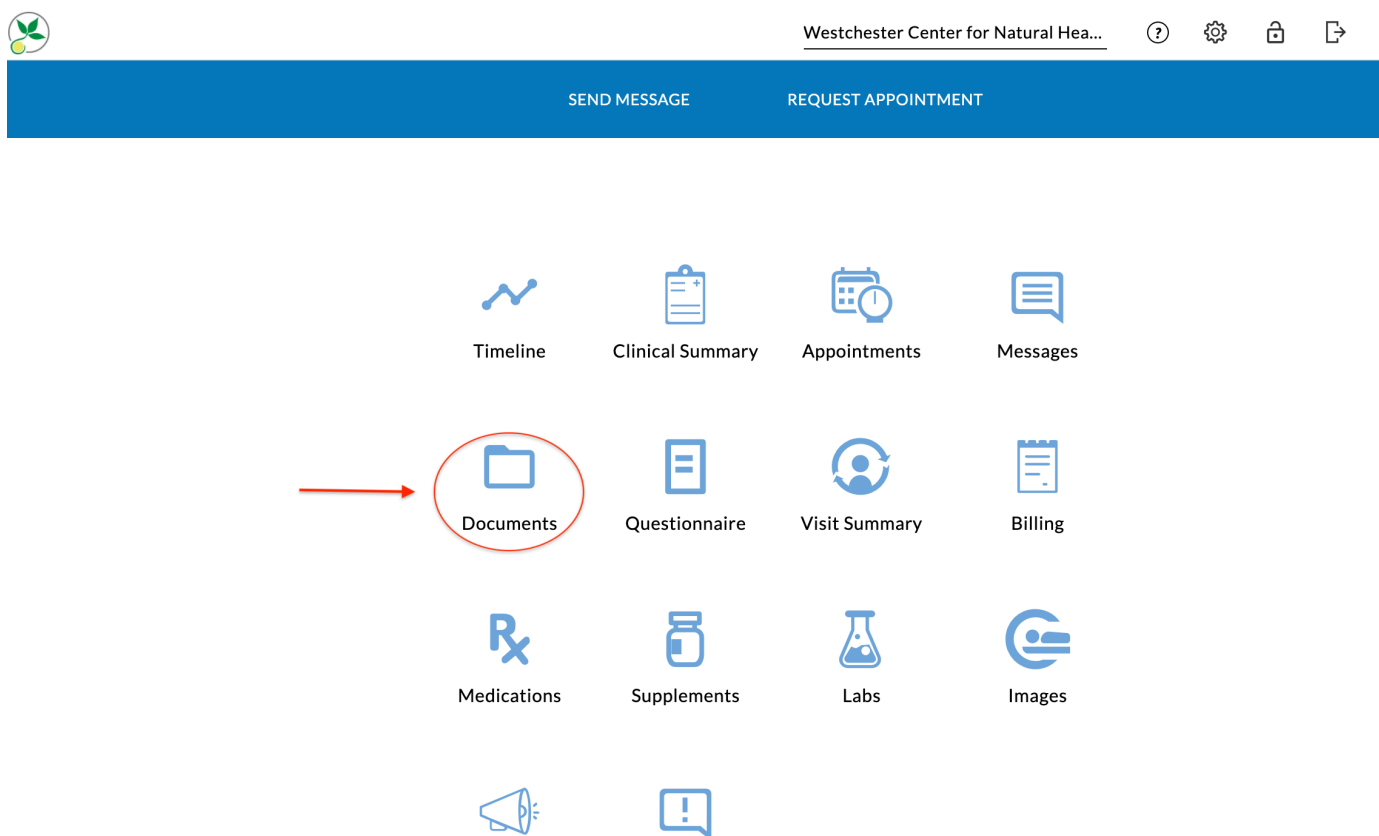 Westchester Center for Natural Hea...
SEND MESSAGE REQUEST APPOINTMENT
Timeline Clinical Summary Appointments Messages
Documents Questionnaire Visit Summary Billing
Rx
Medications Supplements Labs Images